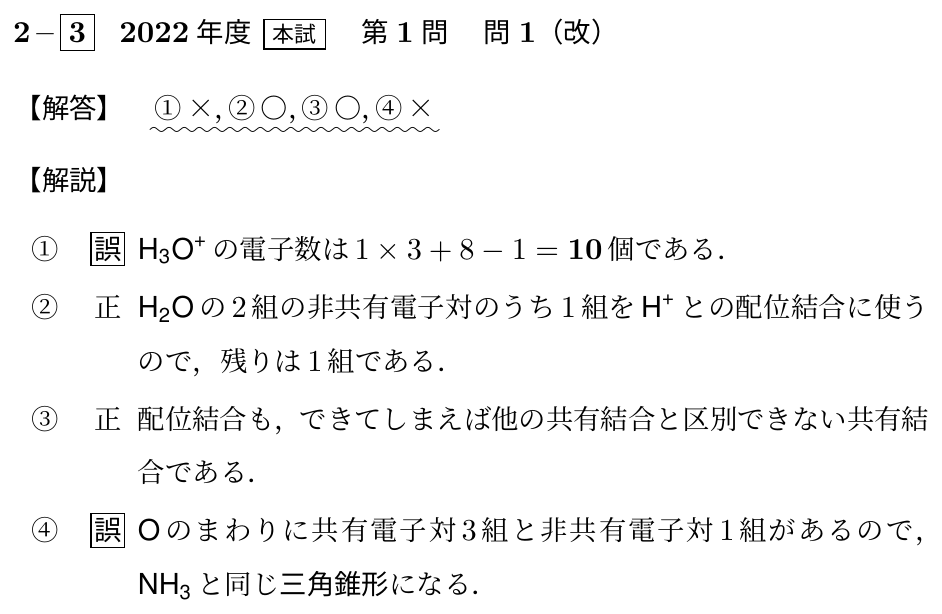 2－3 2022年度 本試 第1問 問1（改）
【解答】 ① ×, ② ○, ③ ○, ④ ×
【解説】
① 誤 H₃O⁺ の電子数は 1 × 3 + 8 − 1 = 10 個である．
② 正 H₂O の 2 組の非共有電子対のうち 1 組を H⁺ との配位結合に使う
ので，残りは 1 組である．
③ 正 配位結合も，できてしまえば他の共有結合と区別できない共有結
合である．
④ 誤 O のまわりに共有電子対 3 組と非共有電子対 1 組があるので，
NH₃ と同じ三角錐形になる．